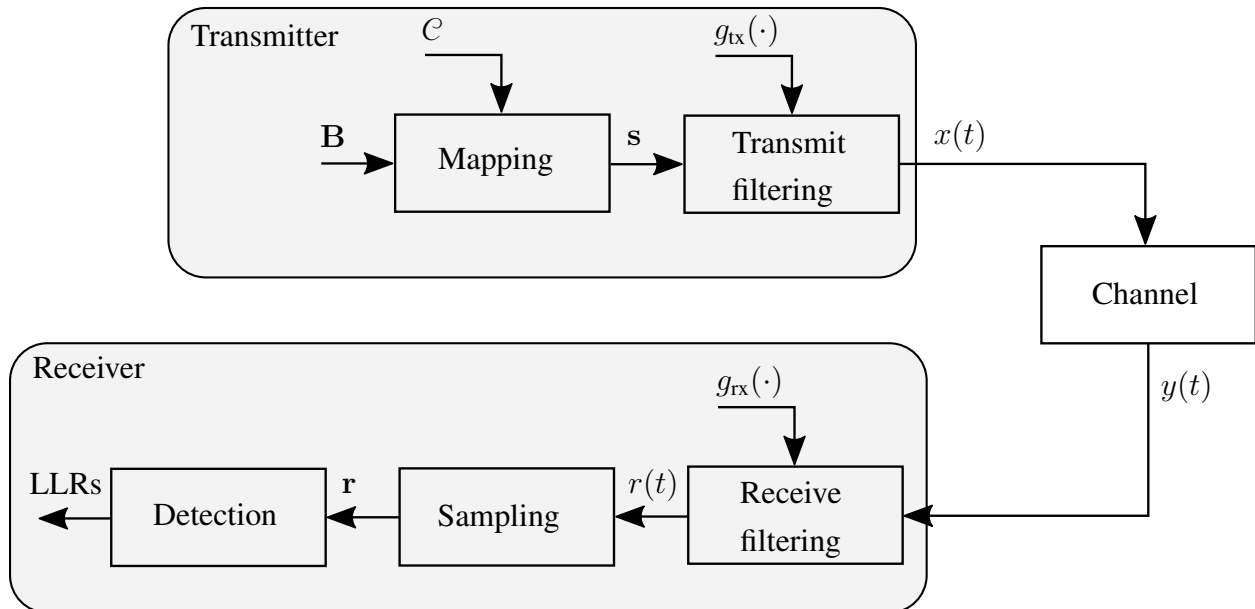 Transmitter
𝒞
g_tx(·)
B
Mapping
s
Transmit
filtering
x(t)
Channel
Receiver
g_rx(·)
y(t)
LLRs
Detection
r
Sampling
r(t)
Receive
filtering